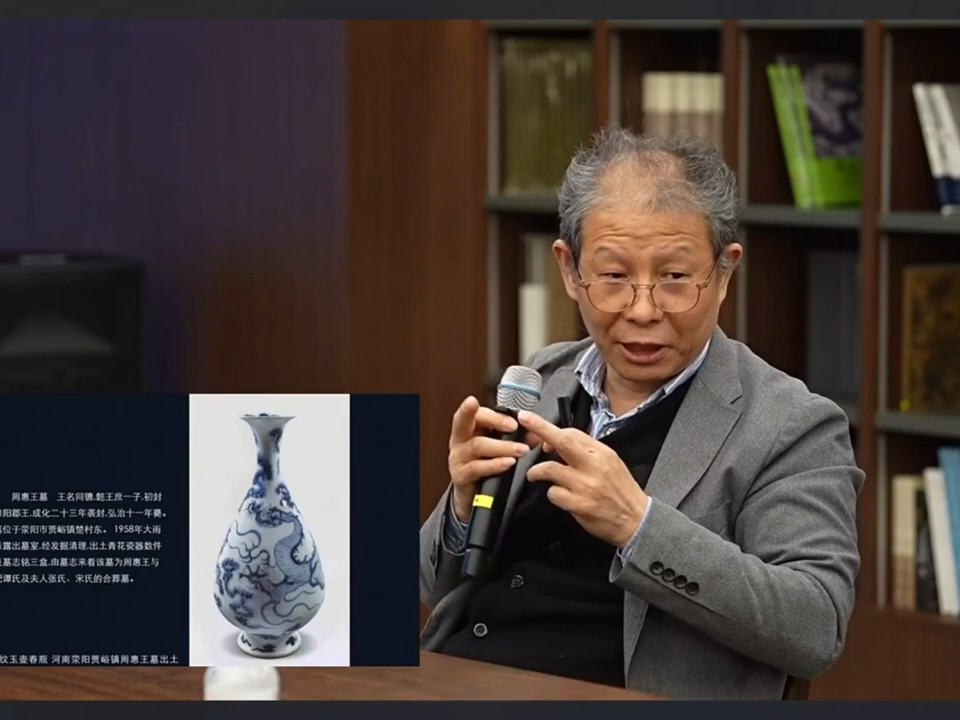 周惠王墓 王名同镳,懿王庶一子,初封
阳郡王,成化二十三年袭封,弘治十一年薨。
位于荥阳市贾峪镇楚村东。1958年大雨
露出墓室,经发掘清理,出土青花瓷器数件
墓志铭三盒,由墓志来看该墓为周惠王与
谭氏及夫人张氏、宋氏的合葬墓。
纹玉壶春瓶 河南荥阳贾峪镇周惠王墓出土